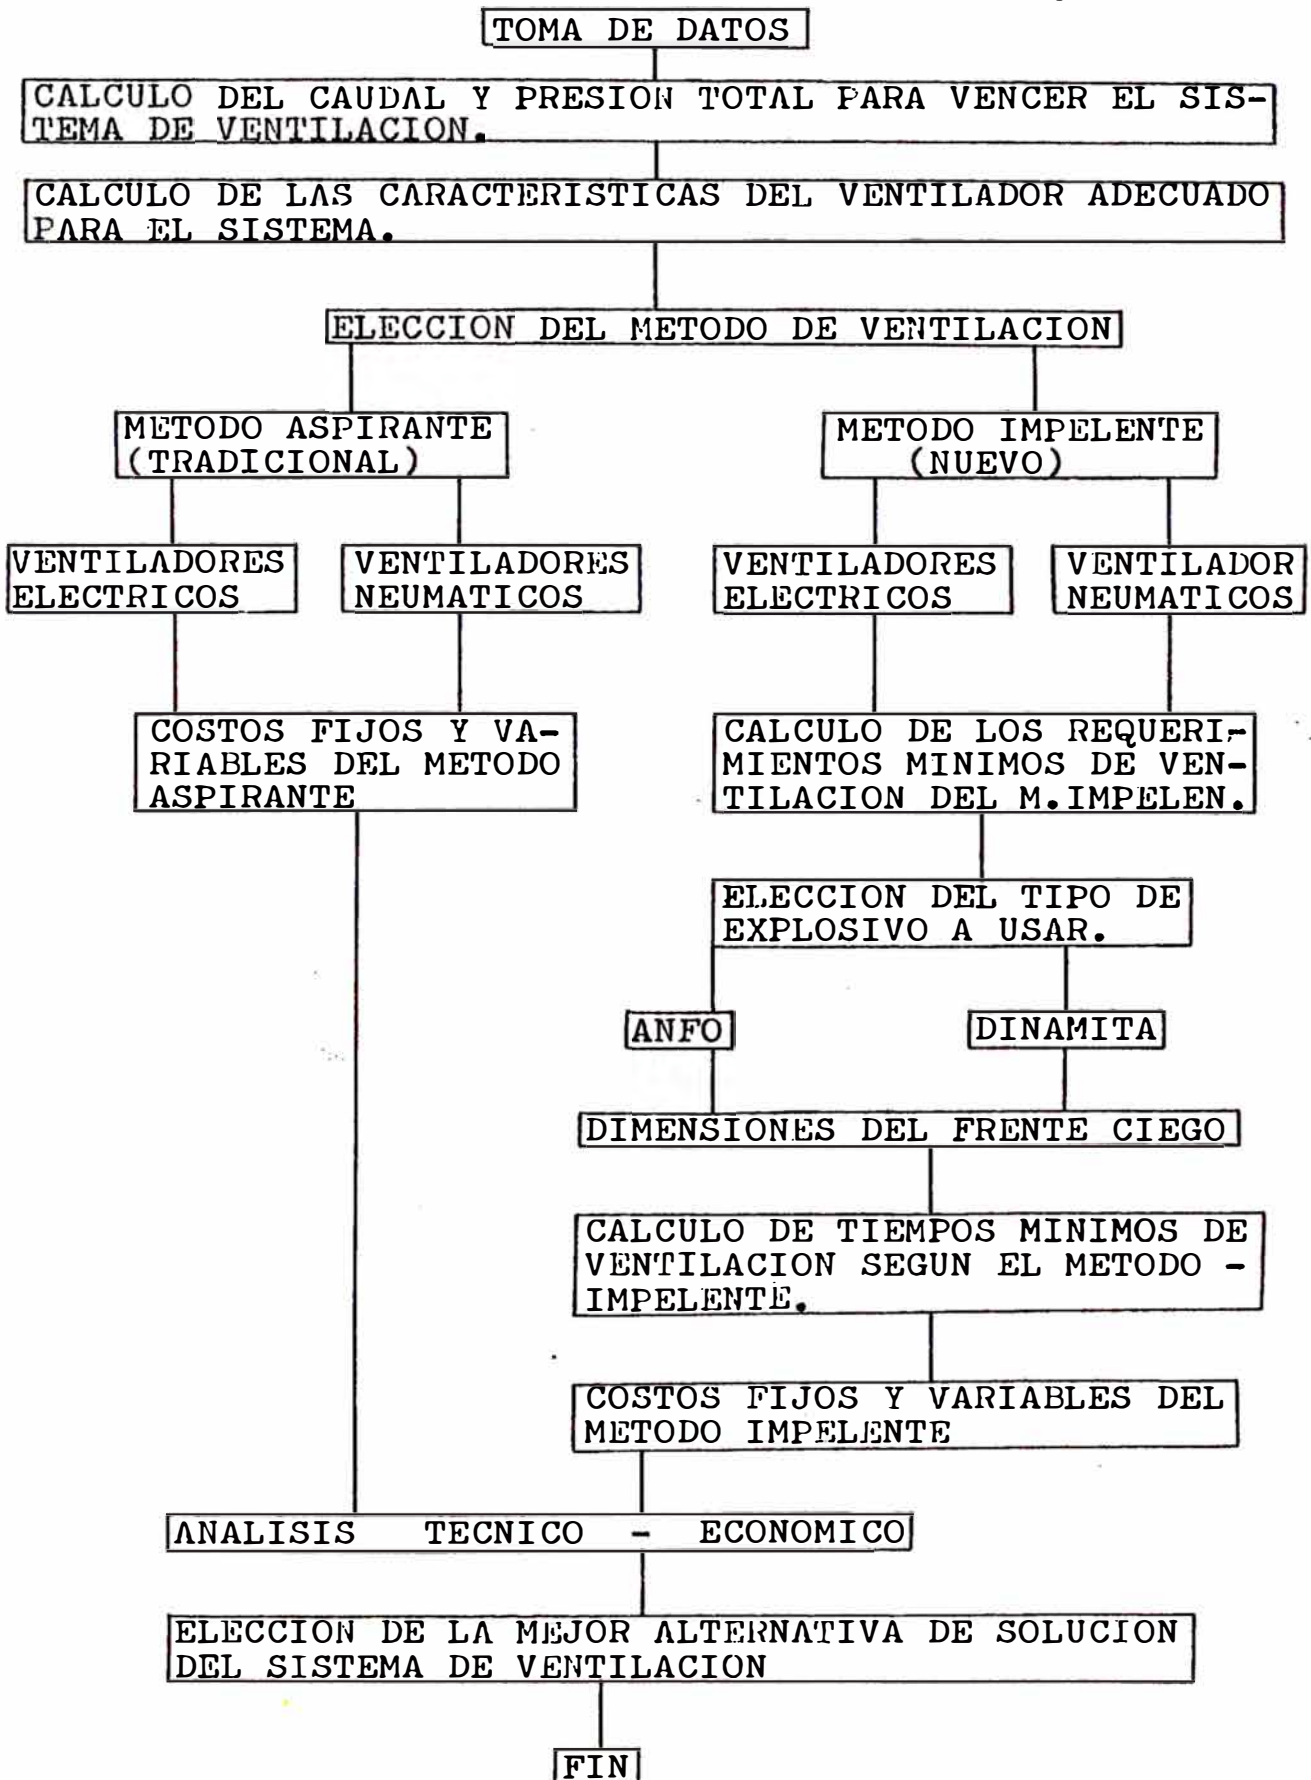 TOMA DE DATOS
CALCULO DEL CAUDAL Y PRESION TOTAL PARA VENCER EL SIS-
TEMA DE VENTILACION.
CALCULO DE LAS CARACTERISTICAS DEL VENTILADOR ADECUADO
PARA EL SISTEMA.
ELECCION DEL METODO DE VENTILACION
METODO ASPIRANTE
(TRADICIONAL)
METODO IMPELENTE
(NUEVO)
VENTILADORES
ELECTRICOS
VENTILADORES
NEUMATICOS
VENTILADORES
ELECTRICOS
VENTILADOR
NEUMATICOS
COSTOS FIJOS Y VA-
RIABLES DEL METODO
ASPIRANTE
CALCULO DE LOS REQUERI-
MIENTOS MINIMOS DE VEN-
TILACION DEL M.IMPELEN.
ELECCION DEL TIPO DE
EXPLOSIVO A USAR.
ANFO
DINAMITA
DIMENSIONES DEL FRENTE CIEGO
CALCULO DE TIEMPOS MINIMOS DE
VENTILACION SEGUN EL METODO -
IMPELENTE.
COSTOS FIJOS Y VARIABLES DEL
METODO IMPELENTE
ANALISIS TECNICO - ECONOMICO
ELECCION DE LA MEJOR ALTERNATIVA DE SOLUCION
DEL SISTEMA DE VENTILACION
FIN